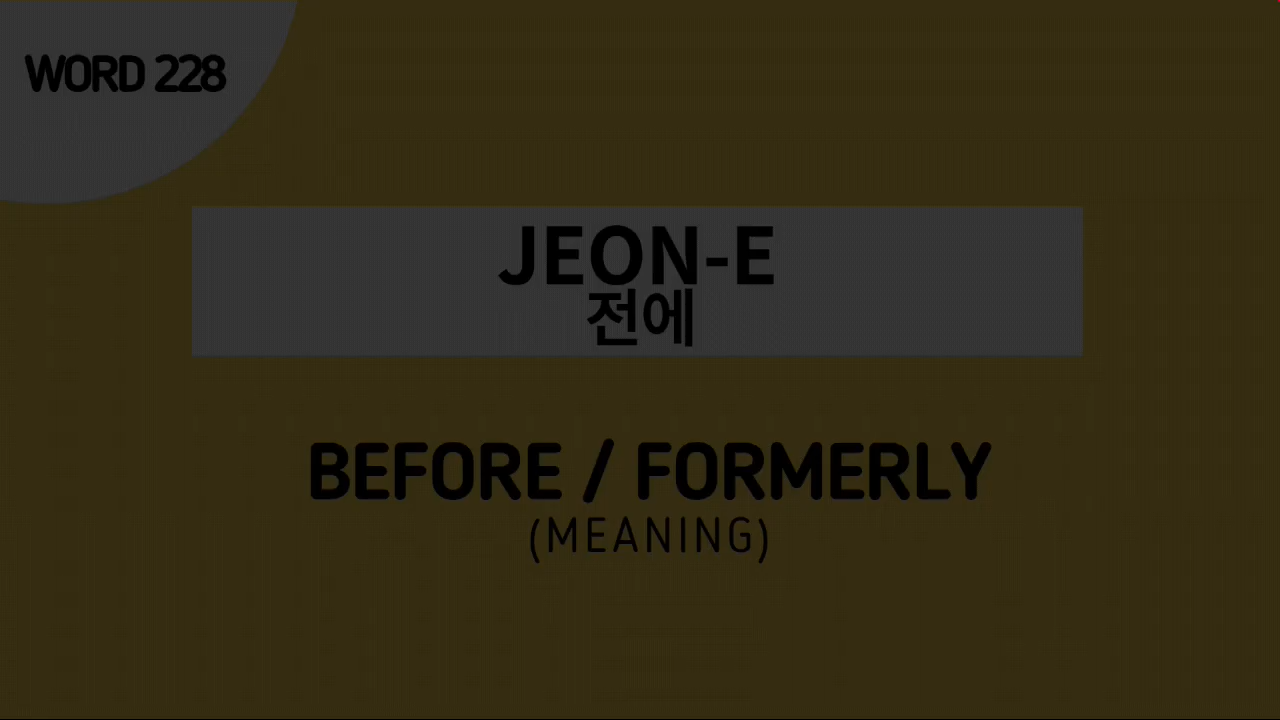 WORD 228
JEON-E
전에
BEFORE / FORMERLY
(MEANING)